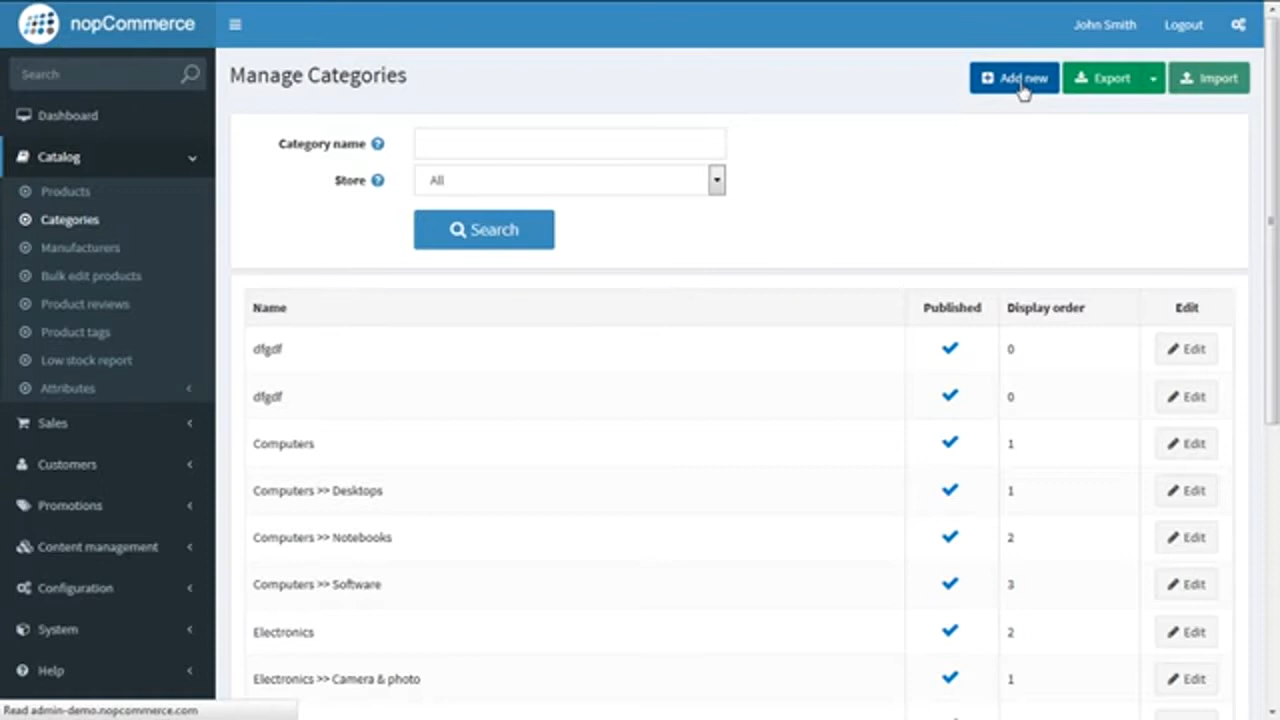 nopCommerce
John Smith
Logout
Search
Manage Categories
Add new
Export
Import
Dashboard
Catalog
Products
Categories
Manufacturers
Bulk edit products
Product reviews
Product tags
Low stock report
Attributes
Sales
Customers
Promotions
Content management
Configuration
System
Help
Category name
Store
All
Search
Name Published Display order Edit
dfgdf 0 Edit
dfgdf 0 Edit
Computers 1 Edit
Computers >> Desktops 1 Edit
Computers >> Notebooks 2 Edit
Computers >> Software 3 Edit
Electronics 2 Edit
Electronics >> Camera & photo 1 Edit
Read admin-demo.nopcommerce.com